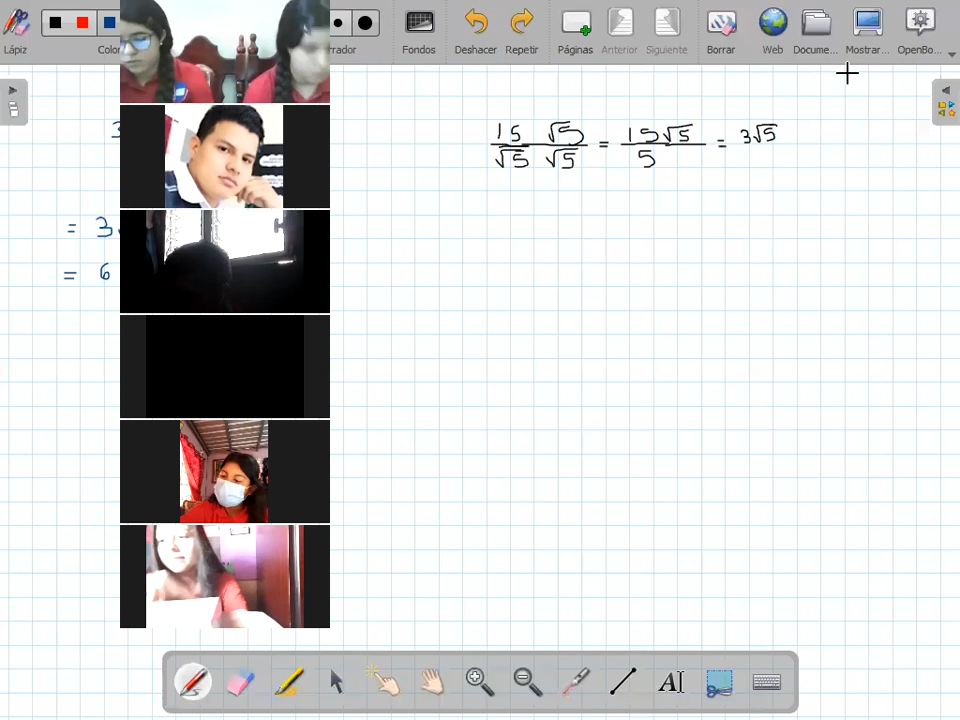 Lápiz Color rrador Fondos Deshacer Repetir Páginas Anterior Siguiente Borrar Web Docume... Mostrar... OpenBo...
3
15 √5 / √5 √5 = 15√5 / 5 = 3√5
= 3
= 6
A